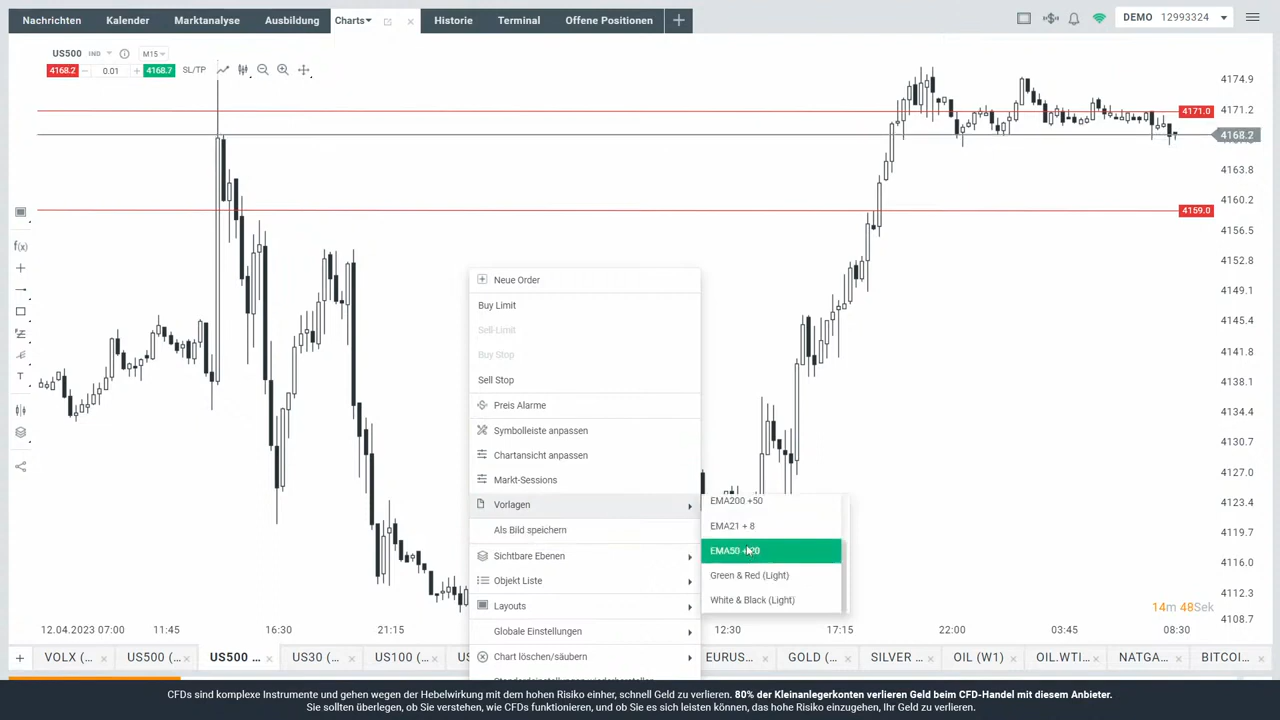 Nachrichten Kalender Marktanalyse Ausbildung Charts Historie Terminal Offene Positionen DEMO 12993324
US500 IND M15
4168.2 0.01 4168.7 SL/TP
4174.9
4171.2
4171.0
4168.2
4163.8
4160.2
4159.0
4156.5
4152.8
4149.1
4145.4
4141.8
4138.1
4134.4
4130.7
4127.0
4123.4
4119.7
4116.0
4112.3
4108.7
f(x)
T
Neue Order
Buy Limit
Sell-Limit
Buy Stop
Sell Stop
Preis Alarme
Symbolleiste anpassen
Chartansicht anpassen
Markt-Sessions
Vorlagen
Als Bild speichern
Sichtbare Ebenen
Objekt Liste
Layouts
Globale Einstellungen
Chart löschen/säubern
Standardeinstellungen wiederherstellen
EMA200 +50
EMA21 + 8
EMA50 +20
Green & Red (Light)
White & Black (Light)
14m 48Sek
12.04.2023 07:00 11:45 16:30 21:15 12:30 17:15 22:00 03:45 08:30
VOLX (... US500 (... US500 ... US30 (... US100 (... US EURUS... GOLD (... SILVER ... OIL (W1) OIL.WTI... NATGA... BITCOI...
CFDs sind komplexe Instrumente und gehen wegen der Hebelwirkung mit dem hohen Risiko einher, schnell Geld zu verlieren. 80% der Kleinanlegerkonten verlieren Geld beim CFD-Handel mit diesem Anbieter.
Sie sollten überlegen, ob Sie verstehen, wie CFDs funktionieren, und ob Sie es sich leisten können, das hohe Risiko einzugehen, Ihr Geld zu verlieren.